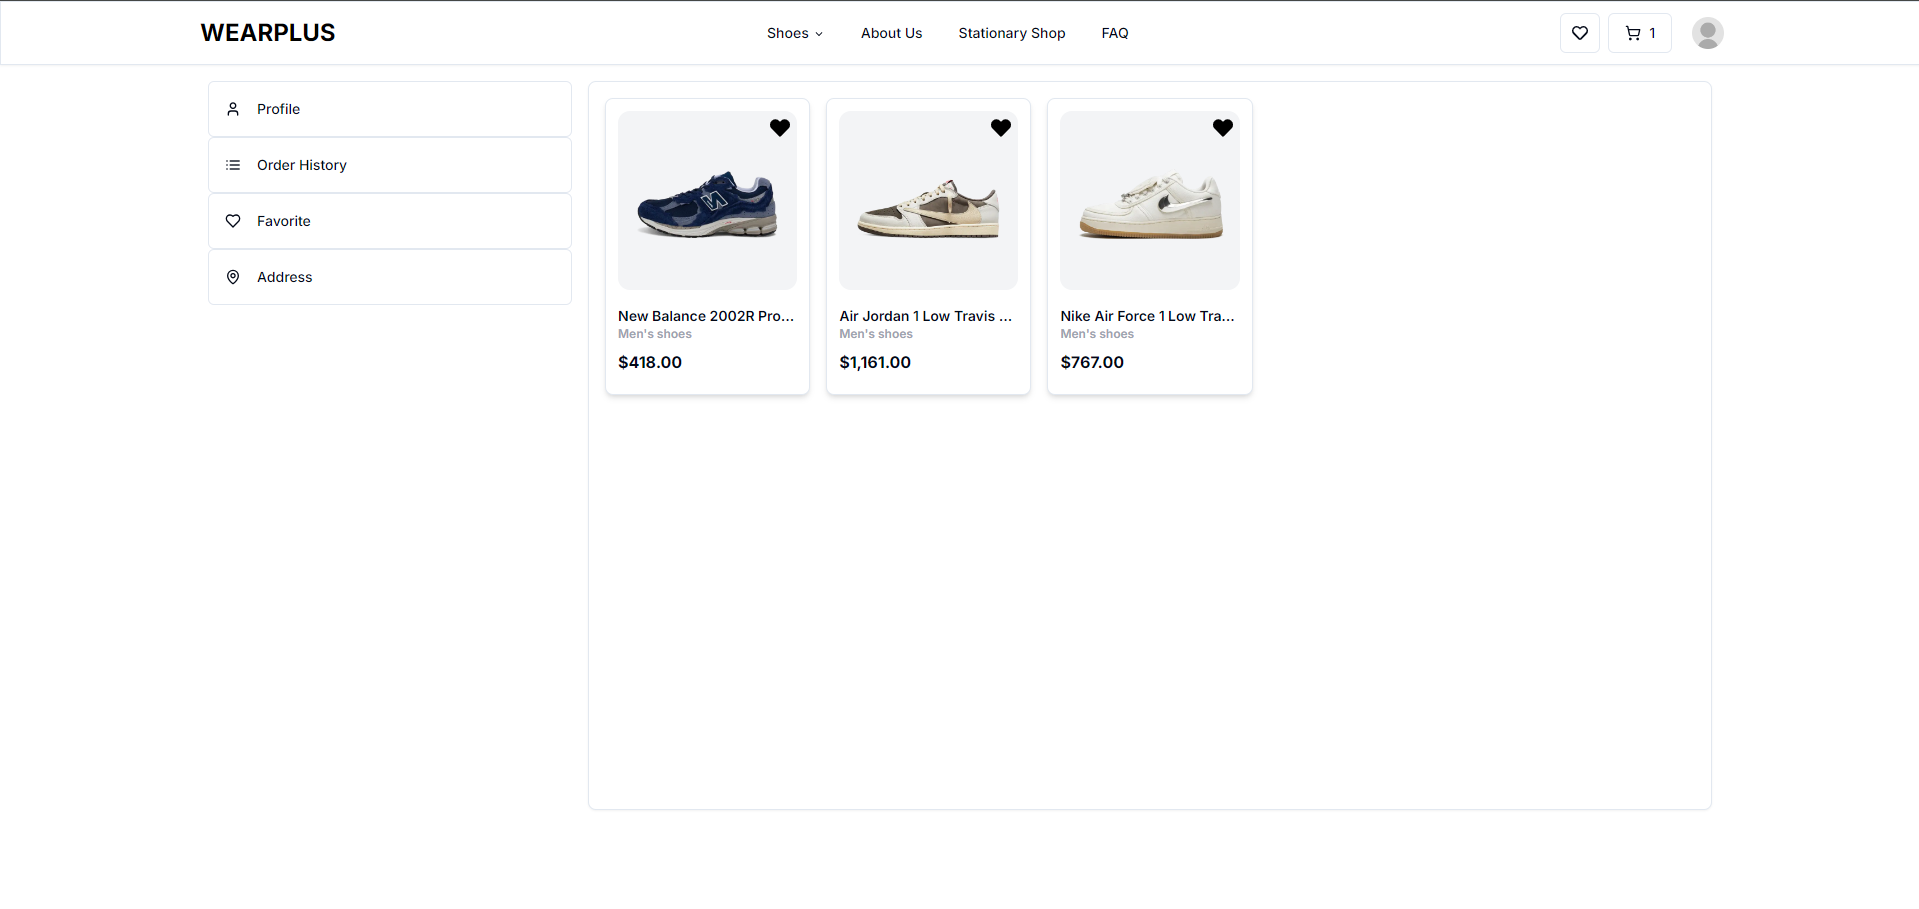 WEARPLUS
Shoes
About Us
Stationary Shop
FAQ
1
Profile
Order History
Favorite
Address
New Balance 2002R Pro...
Men's shoes
$418.00
Air Jordan 1 Low Travis ...
Men's shoes
$1,161.00
Nike Air Force 1 Low Tra...
Men's shoes
$767.00